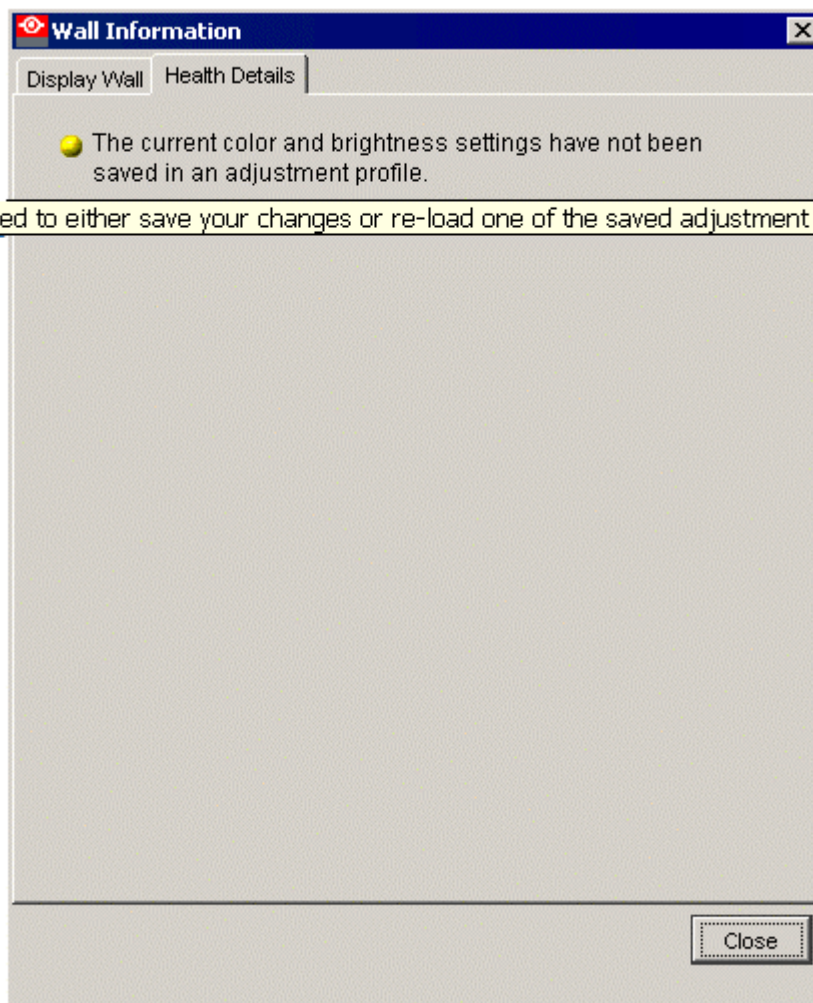 Wall Information
Display Wall
Health Details
The current color and brightness settings have not been
saved in an adjustment profile.
ed to either save your changes or re-load one of the saved adjustment
Close